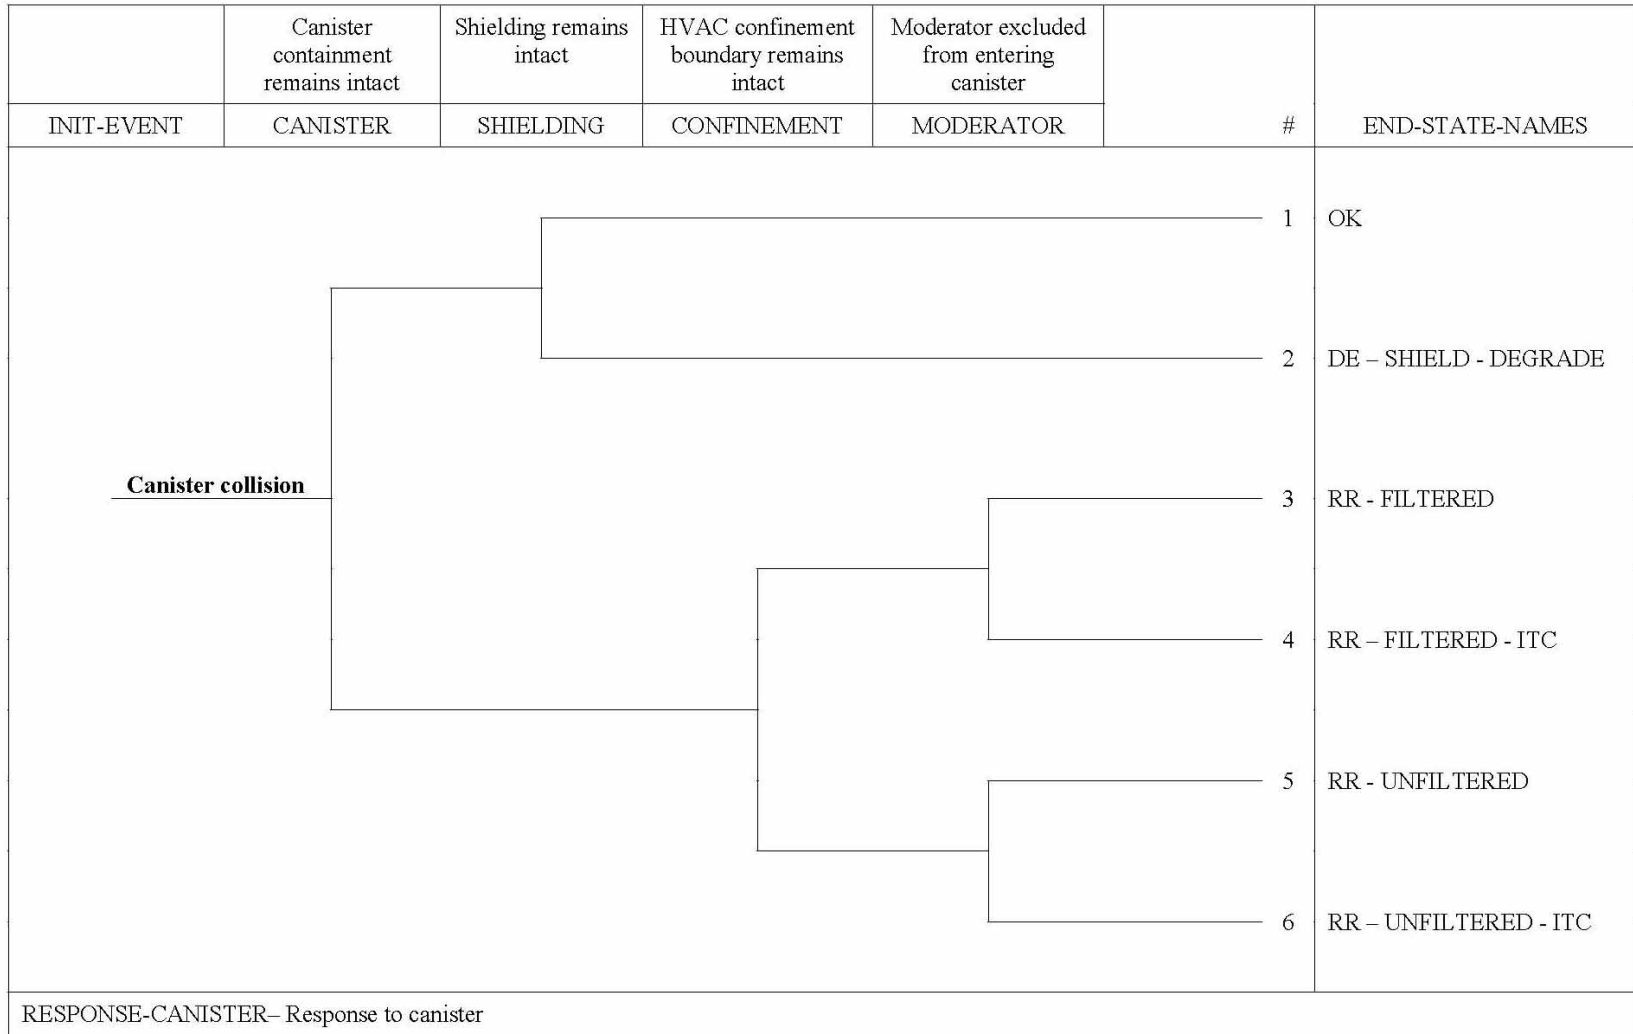 Canister
containment
remains intact
Shielding remains
intact
HVAC confinement
boundary remains
intact
Moderator excluded
from entering
canister
INIT-EVENT
CANISTER
SHIELDING
CONFINEMENT
MODERATOR
#
END-STATE-NAMES
1 OK
2 DE – SHIELD - DEGRADE
Canister collision
3 RR - FILTERED
4 RR – FILTERED - ITC
5 RR - UNFILTERED
6 RR – UNFILTERED - ITC
RESPONSE-CANISTER– Response to canister